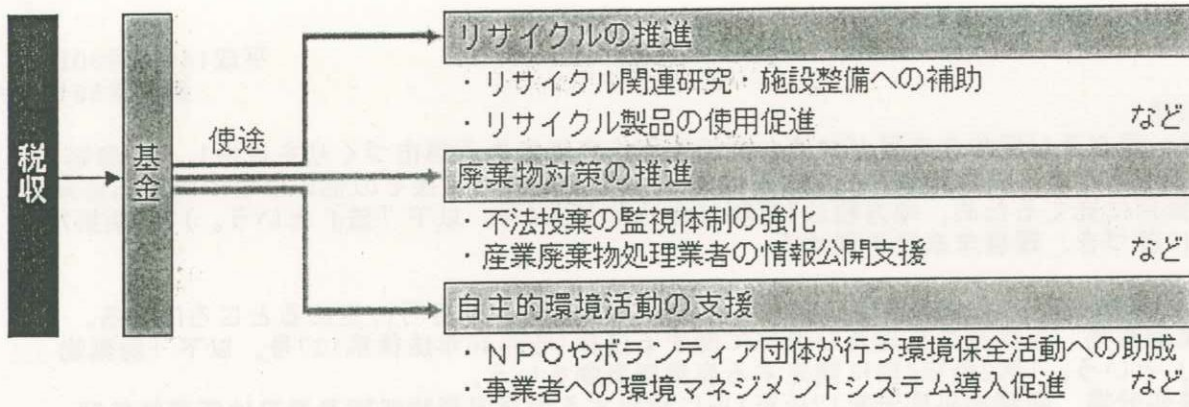 税収
基金
使途
リサイクルの推進
・リサイクル関連研究・施設整備への補助
・リサイクル製品の使用促進 など
廃棄物対策の推進
不法投棄の監視体制の強化
・産業廃棄物処理業者の情報公開支援 など
自主的環境活動の支援
・NPOやボランティア団体が行う環境保全活動への助成
・事業者への環境マネジメントシステム導入促進 など